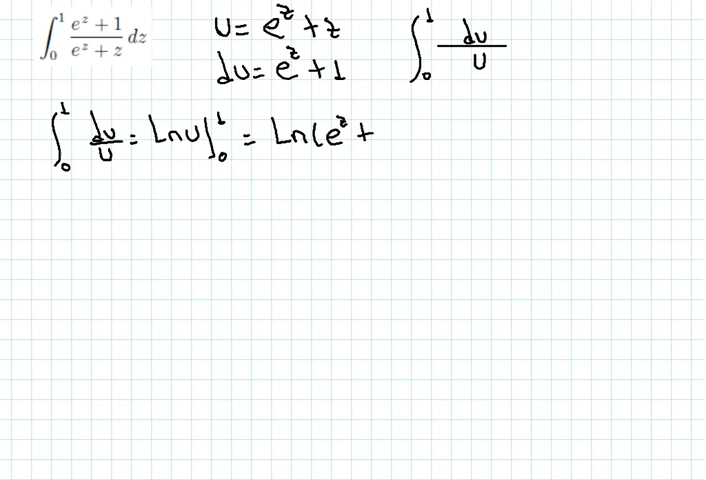 ∫₀¹ (e^z + 1)/(e^z + z) dz
U = e^z + z
du = e^z + 1
∫₀¹ du/U
∫₀¹ du/U = Ln U |₀¹ = Ln(e^z +